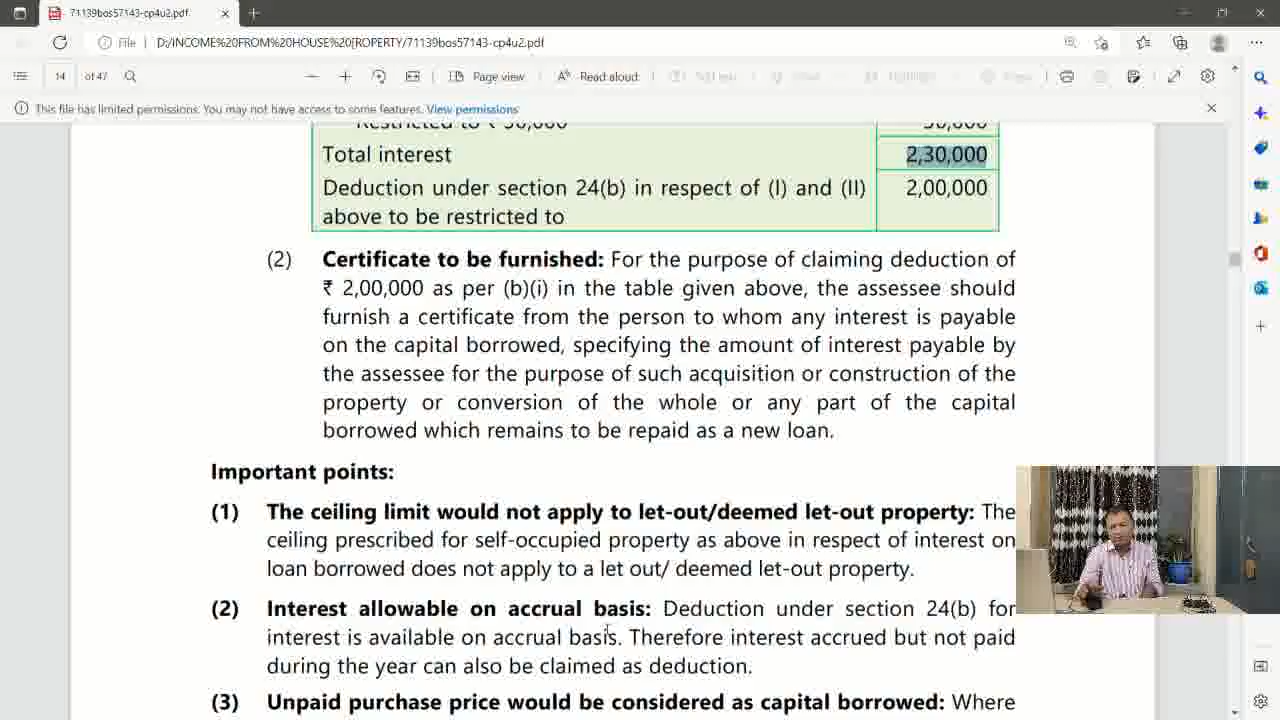 71139bos57143-cp4u2.pdf
File
D:/INCOME%20FROM%20HOUSE%20[ROPERTY/71139bos57143-cp4u2.pdf
14 of 47
Page view
Read aloud
This file has limited permissions. You may not have access to some features. View permissions
Restricted to ₹ 30,000 30,000
Total interest 2,30,000
Deduction under section 24(b) in respect of (I) and (II) 2,00,000
above to be restricted to
(2) Certificate to be furnished: For the purpose of claiming deduction of
₹ 2,00,000 as per (b)(i) in the table given above, the assessee should
furnish a certificate from the person to whom any interest is payable
on the capital borrowed, specifying the amount of interest payable by
the assessee for the purpose of such acquisition or construction of the
property or conversion of the whole or any part of the capital
borrowed which remains to be repaid as a new loan.
Important points:
(1) The ceiling limit would not apply to let-out/deemed let-out property: The
ceiling prescribed for self-occupied property as above in respect of interest on
loan borrowed does not apply to a let out/ deemed let-out property.
(2) Interest allowable on accrual basis: Deduction under section 24(b) for
interest is available on accrual basis. Therefore interest accrued but not paid
during the year can also be claimed as deduction.
(3) Unpaid purchase price would be considered as capital borrowed: Where